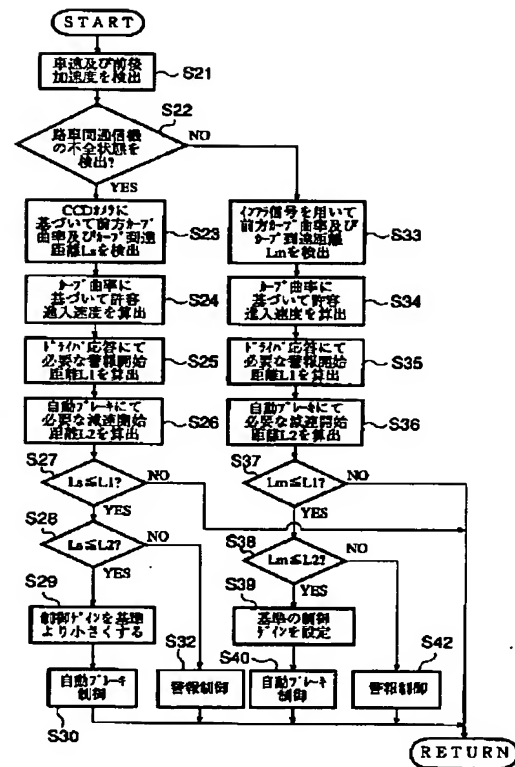 START
車速及び前後
加速度を検出
S21
S22
路車間通信機
の不全状態を
検出?
NO
YES
CCDカメラに
基づいて前方カーブ
曲率及びカーブ到達
距離Lsを検出
S23
インフラ信号を用いて
前方カーブ曲率及び
カーブ到達距離
Lmを検出
S33
カーブ曲率に
基づいて許容
進入速度を算出
S24
カーブ曲率に
基づいて許容
進入速度を算出
S34
ドライバ応答にて
必要な警報開始
距離L1を算出
S25
ドライバ応答にて
必要な警報開始
距離L1を算出
S35
自動ブレーキにて
必要な減速開始
距離L2を算出
S26
自動ブレーキにて
必要な減速開始
距離L2を算出
S36
S27
Ls≦L1?
NO
YES
S37
Lm≦L1?
NO
YES
S28
Ls≦L2?
NO
YES
S38
Lm≦L2?
NO
YES
S29
制御ゲインを基準
より小さくする
S39
基準の制御
ゲインを設定
S32
S40
S42
自動ブレーキ
制御
S30
警報制御
自動ブレーキ
制御
警報制御
RETURN